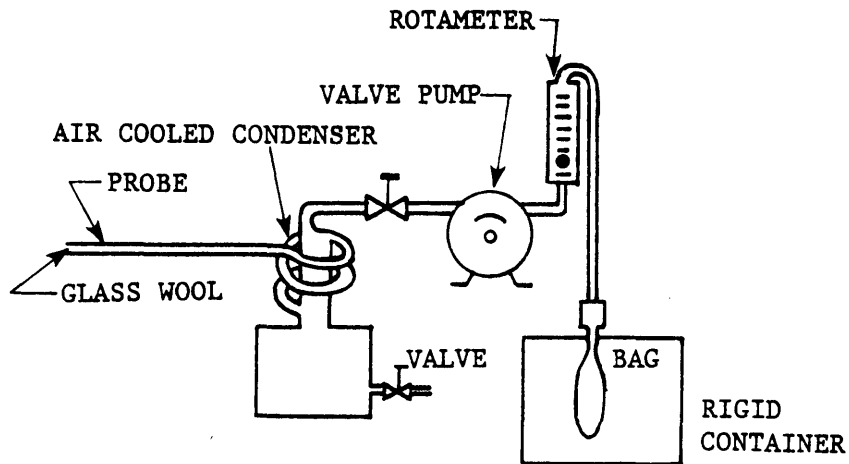 ROTAMETER
VALVE PUMP
AIR COOLED CONDENSER
PROBE
GLASS WOOL
VALVE
BAG
RIGID
CONTAINER